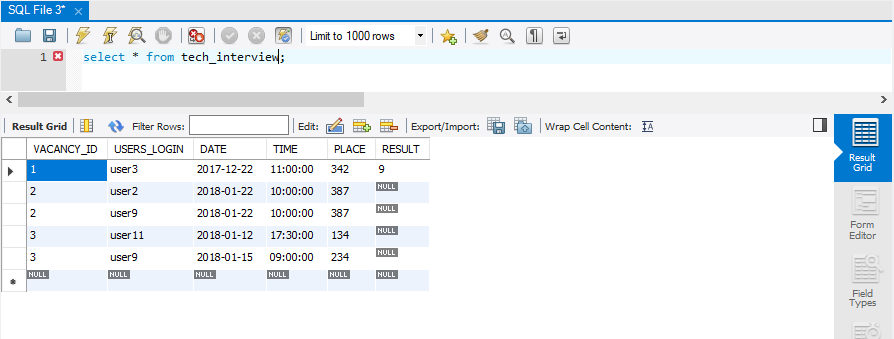 SQL File 3*
Limit to 1000 rows
1 select * from tech_interview;
Result Grid Filter Rows: Edit: Export/Import: Wrap Cell Content:
VACANCY_ID USERS_LOGIN DATE TIME PLACE RESULT
1 user3 2017-12-22 11:00:00 342 9
2 user2 2018-01-22 10:00:00 387 NULL
2 user9 2018-01-22 10:00:00 387 NULL
3 user11 2018-01-12 17:30:00 134 NULL
3 user9 2018-01-15 09:00:00 234 NULL
NULL NULL NULL NULL NULL NULL
Result
Grid
Form
Editor
Field
Types